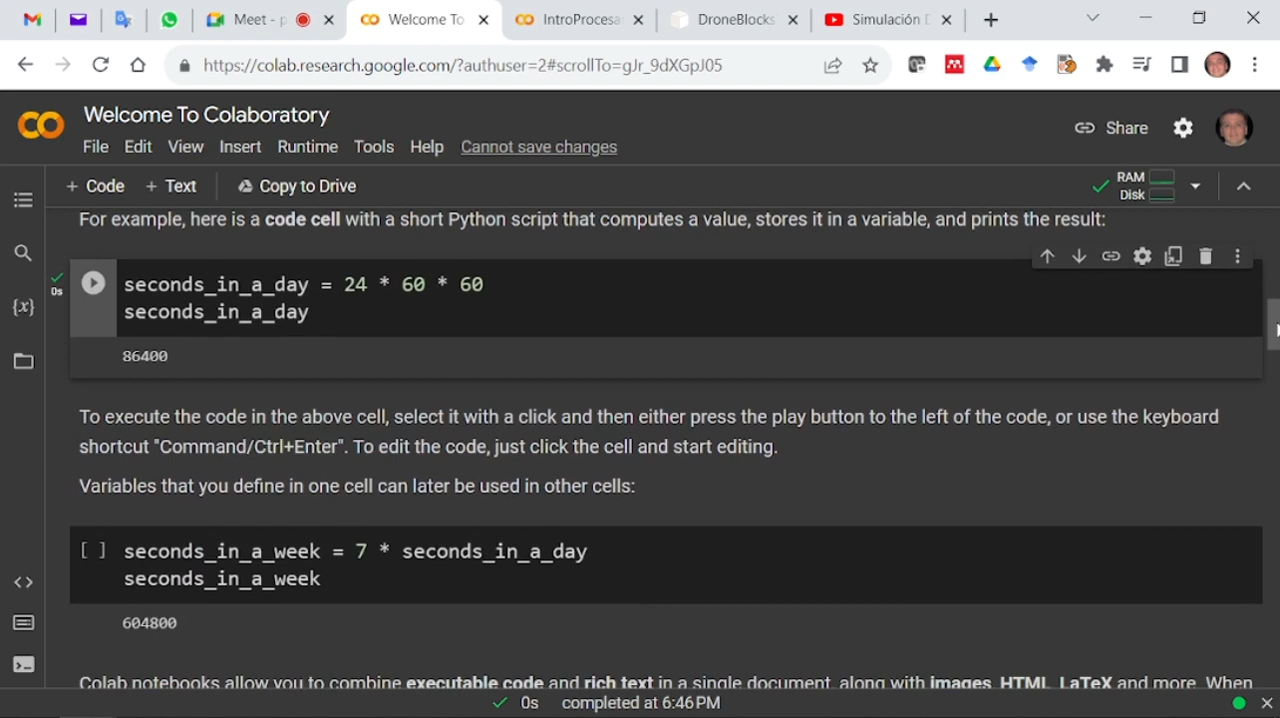 Meet - p
Welcome To
IntroProcesa
DroneBlocks
Simulación D
https://colab.research.google.com/?authuser=2#scrollTo=gJr_9dXGpJ05
Welcome To Colaboratory
File Edit View Insert Runtime Tools Help Cannot save changes
Share
+ Code + Text Copy to Drive
RAM
Disk
For example, here is a code cell with a short Python script that computes a value, stores it in a variable, and prints the result:
0s
seconds_in_a_day = 24 * 60 * 60
seconds_in_a_day
86400
To execute the code in the above cell, select it with a click and then either press the play button to the left of the code, or use the keyboard
shortcut "Command/Ctrl+Enter". To edit the code, just click the cell and start editing.
Variables that you define in one cell can later be used in other cells:
[ ] seconds_in_a_week = 7 * seconds_in_a_day
seconds_in_a_week
604800
Colab notebooks allow you to combine executable code and rich text in a single document, along with images, HTML, LaTeX and more. When
0s completed at 6:46 PM